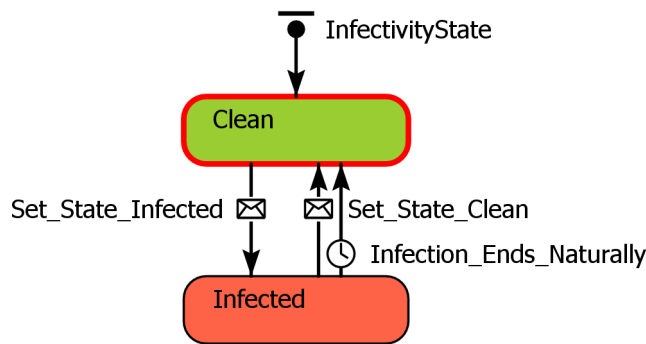 InfectivityState
Clean
Set_State_Infected
Set_State_Clean
Infection_Ends_Naturally
Infected